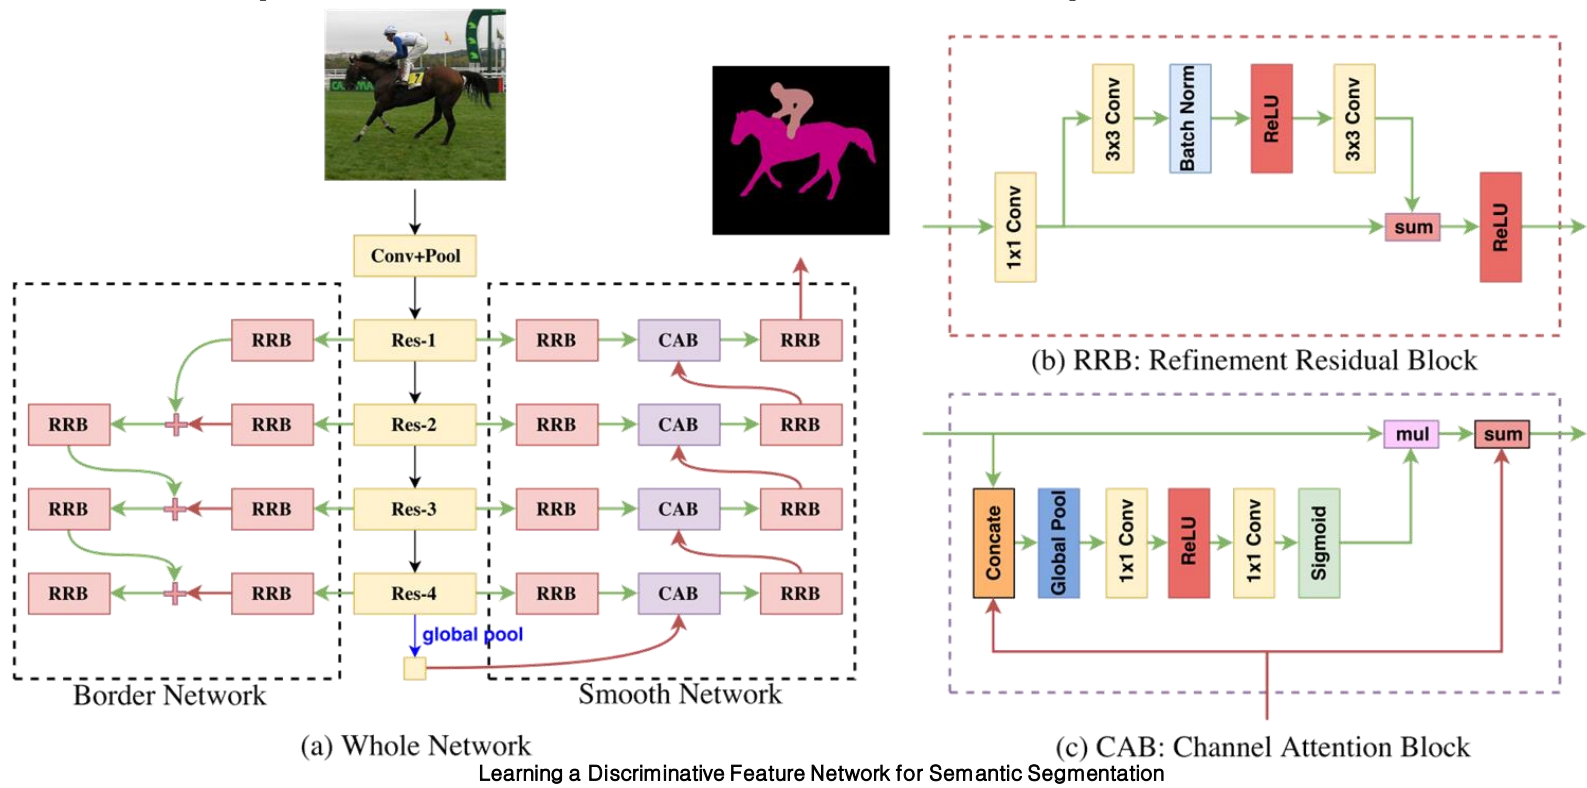 Conv+Pool
RRB
Res-1
RRB
CAB
RRB
RRB
RRB
Res-2
RRB
CAB
RRB
RRB
RRB
Res-3
RRB
CAB
RRB
RRB
RRB
Res-4
RRB
CAB
RRB
global pool
Border Network
Smooth Network
(a) Whole Network
1x1 Conv
3x3 Conv
Batch Norm
ReLU
3x3 Conv
sum
ReLU
(b) RRB: Refinement Residual Block
mul
sum
Concate
Global Pool
1x1 Conv
ReLU
1x1 Conv
Sigmoid
(c) CAB: Channel Attention Block
Learning a Discriminative Feature Network for Semantic Segmentation